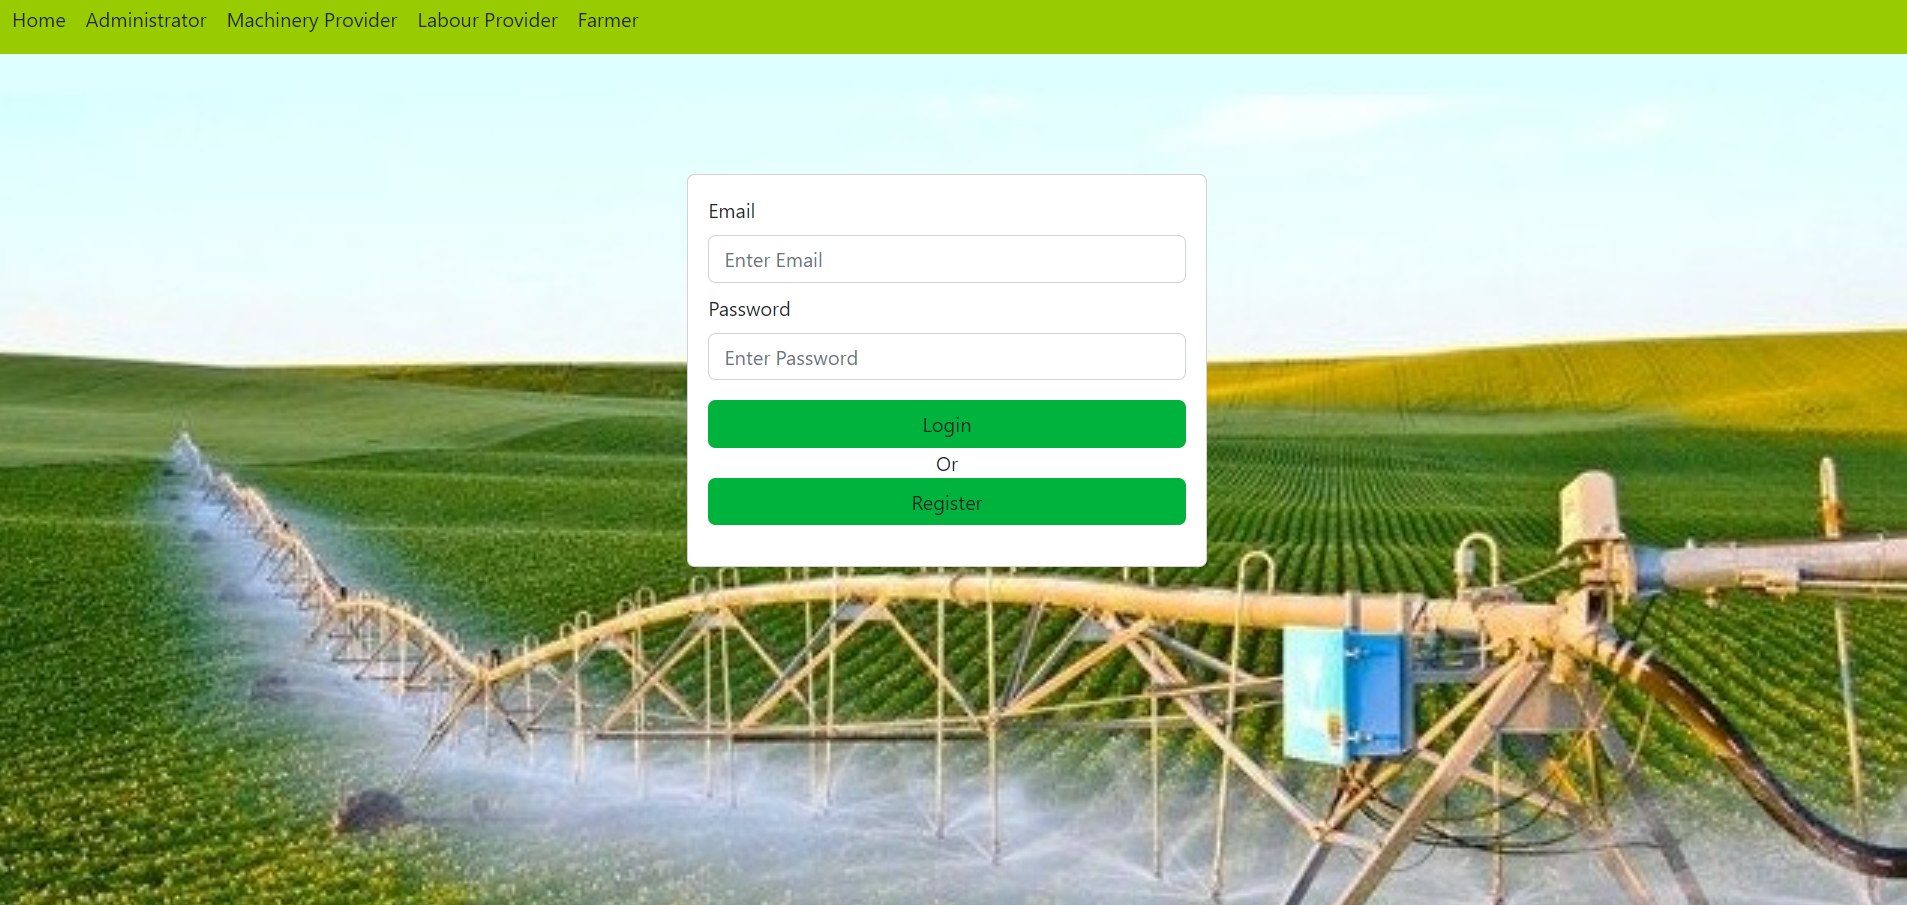 Home Administrator Machinery Provider Labour Provider Farmer
Email
Enter Email
Password
Enter Password
Login
Or
Register